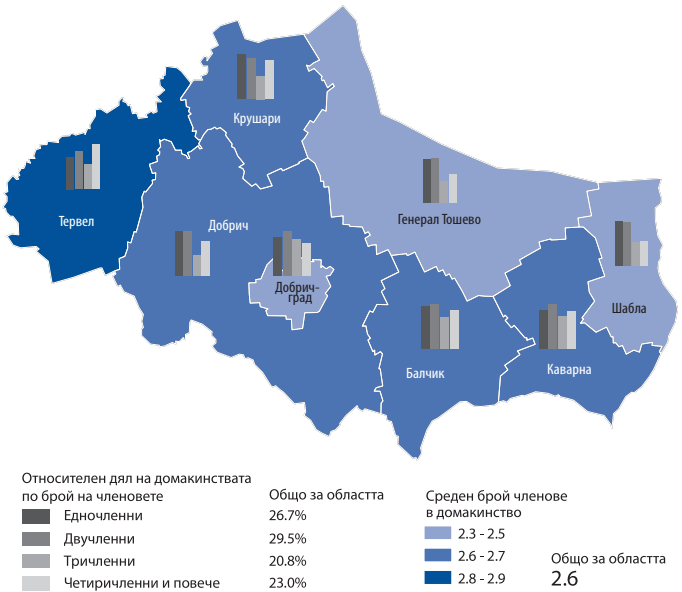 Крушари
Тервел
Добрич
Генерал Тошево
Добрич-
град
Шабла
Балчик
Каварна
Относителен дял на домакинствата
по брой на членовете
Общо за областта
Едночленни 26.7%
Двучленни 29.5%
Тричленни 20.8%
Четиричленни и повече 23.0%
Среден брой членове
в домакинство
2.3 - 2.5
2.6 - 2.7
2.8 - 2.9
Общо за областта
2.6